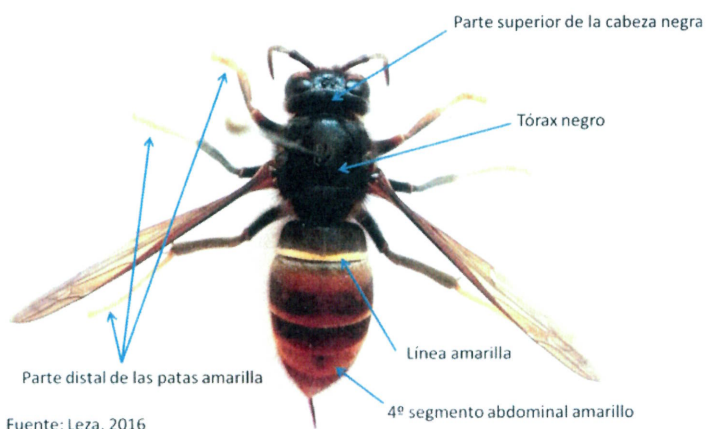 Parte superior de la cabeza negra
Tórax negro
Línea amarilla
Parte distal de las patas amarilla
4º segmento abdominal amarillo
Fuente: Leza, 2016